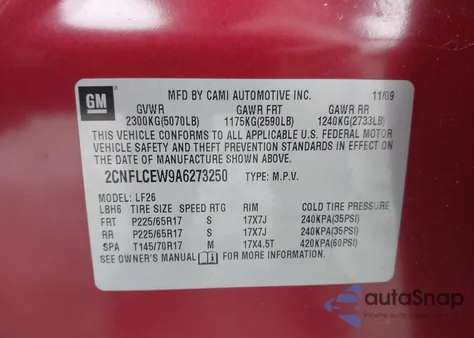 GM
MFD BY CAMI AUTOMOTIVE INC. 11/09
GVWR GAWR FRT GAWR RR
2300KG(5070LB) 1175KG(2590LB) 1240KG(2733LB)
THIS VEHICLE CONFORMS TO ALL APPLICABLE U.S. FEDERAL MOTOR
VEHICLE SAFETY AND THEFT PREVENTION STANDARDS IN EFFECT ON
THE DATE OF MANUFACTURE SHOWN ABOVE.
2CNFLCEW9A6273250 TYPE: M.P.V.
MODEL: LF26
LBH6 TIRE SIZE SPEED RTG RIM COLD TIRE PRESSURE
FRT P225/65R17 S 17X7J 240KPA(35PSI)
RR P225/65R17 S 17X7J 240KPA(35PSI)
SPA T145/70R17 M 17X4.5T 420KPA(60PSI)
SEE OWNER'S MANUAL FOR MORE INFORMATION.
autoSnap